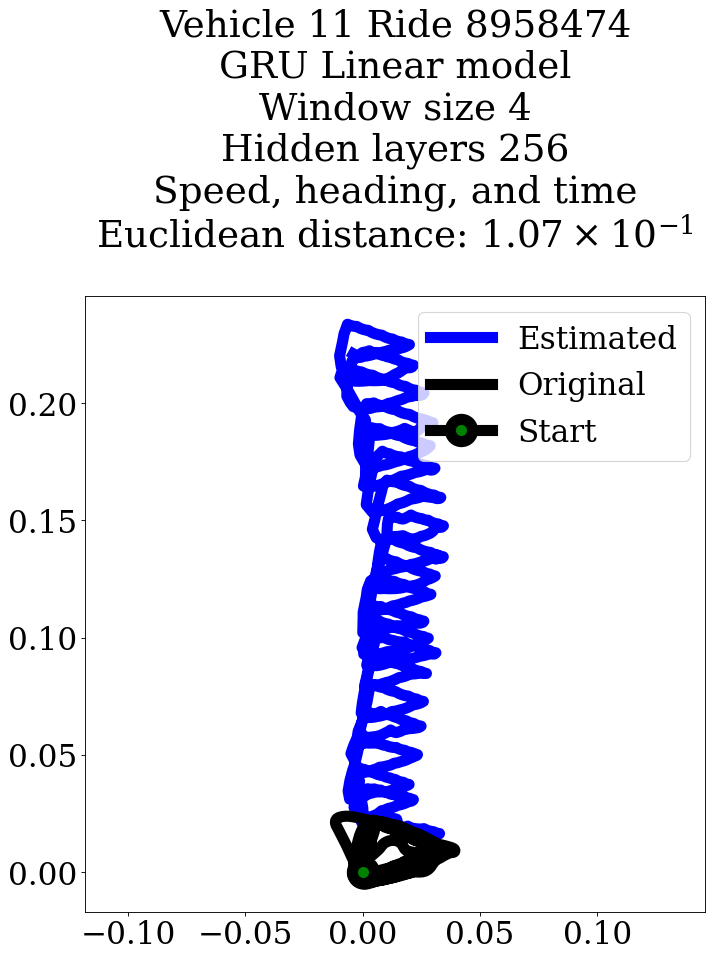 Vehicle 11 Ride 8958474
GRU Linear model
Window size 4
Hidden layers 256
Speed, heading, and time
Euclidean distance: 1.07 × 10⁻¹
Estimated
Original
Start
0.20
0.15
0.10
0.05
0.00
−0.10 −0.05 0.00 0.05 0.10